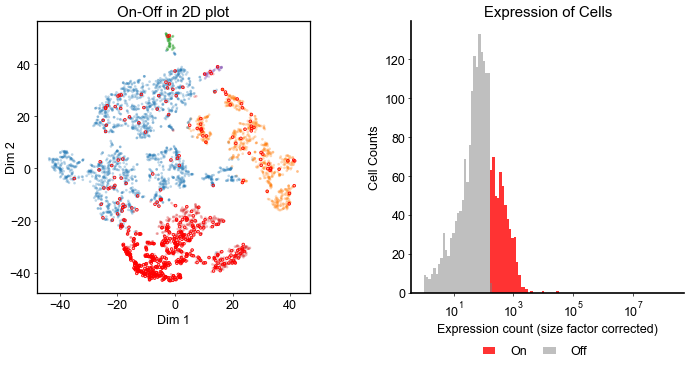 On-Off in 2D plot
Dim 2
40
20
0
−20
−40
−40 −20 0 20 40
Dim 1
Expression of Cells
Cell Counts
120
100
80
60
40
20
0
10^1 10^3 10^5 10^7
Expression count (size factor corrected)
On Off